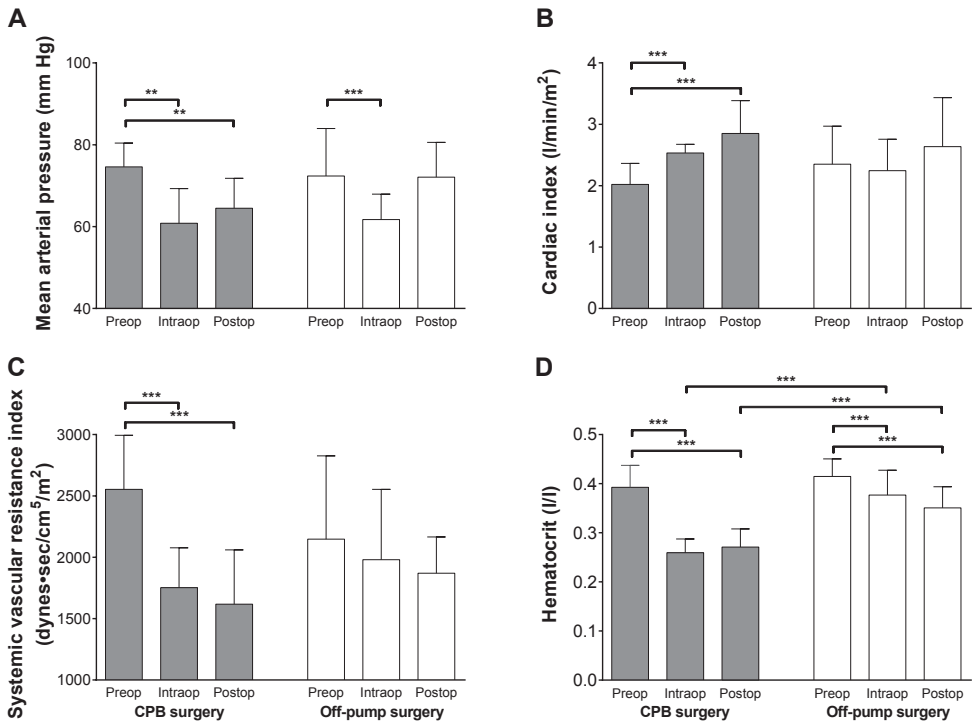 A
Mean arterial pressure (mm Hg)
100
80
60
40
**
**
***
Preop Intraop Postop Preop Intraop Postop
B
Cardiac index (l/min/m²)
4
3
2
1
0
***
***
Preop Intraop Postop Preop Intraop Postop
C
Systemic vascular resistance index
(dynes•sec/cm⁵/m²)
3000
2500
2000
1500
1000
***
***
Preop Intraop Postop Preop Intraop Postop
CPB surgery Off-pump surgery
D
Hematocrit (l/l)
0.5
0.4
0.3
0.2
0.1
0.0
***
***
***
***
***
***
Preop Intraop Postop Preop Intraop Postop
CPB surgery Off-pump surgery